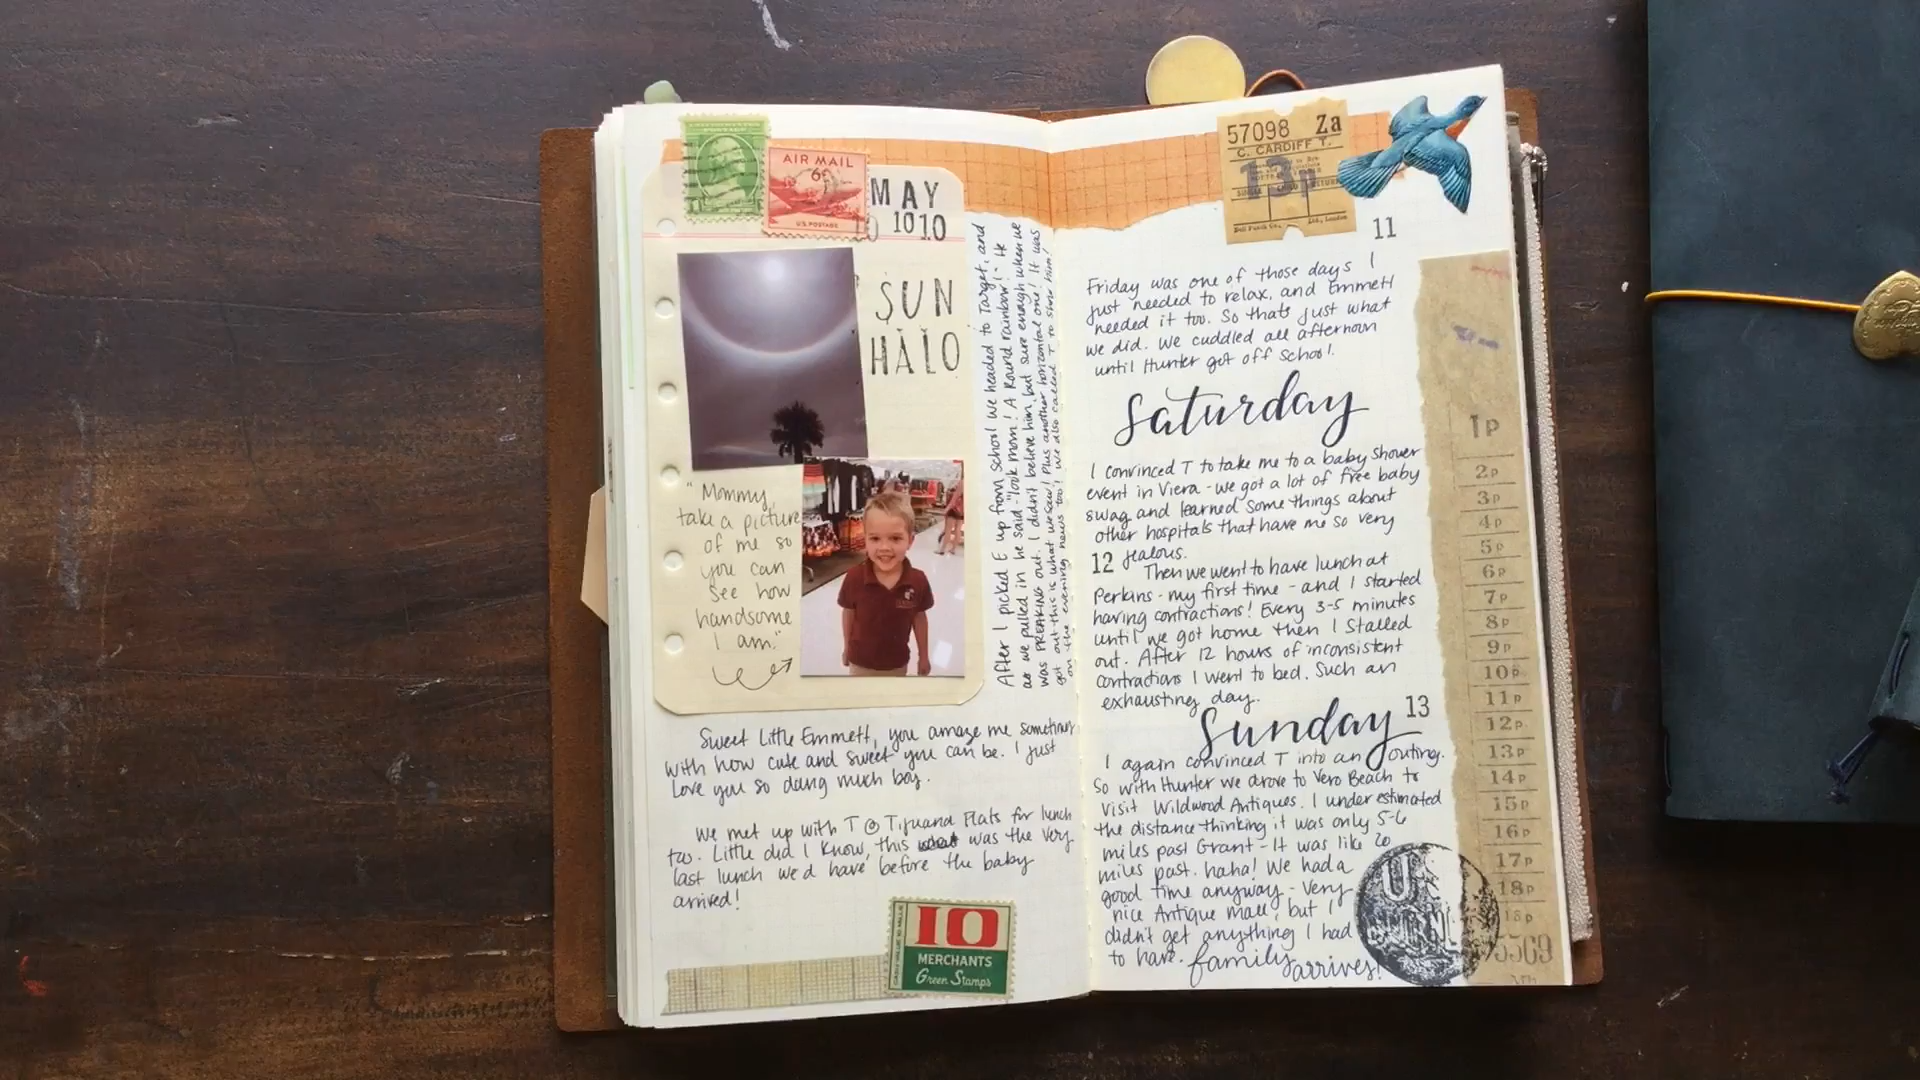 AIR MAIL
6¢
U.S. POSTAGE
MAY
10 10 10
SUN
HALO
"Mommy,
take a picture
of me so
you can
see how
handsome
I am."
After I picked E up from school we headed to Target, and
as we pulled in he said "look mom! A Round rainbow!" He
was FREAKING out. I didn't believe him, but sure enough when we
got out this is what we saw! Plus another horizontal one! It was
on the evening news too! We also called T to show him!
Sweet Little Emmett, you amaze me sometimes
with how cute and sweet you can be. I just
Love you so dang much boy.
We met up with T @ Tijuana Flats for lunch
too. Little did I know, this was the very
last lunch we'd have before the baby
arrived!
10
MERCHANTS
Green Stamps
57098 Za
C. CARDIFF T.
13
11
Friday was one of those days I
just needed to relax, and Emmett
needed it too. So thats just what
we did. We cuddled all afternoon
until Hunter got off school.
Saturday
I convinced T to take me to a baby shower
event in Viera - we got a lot of free baby
swag and learned some things about
other hospitals that have me so very
12 jealous.
Then we went to have lunch at
Perkins - my first time - and I started
having contractions! Every 3-5 minutes
until we got home then I stalled
out. After 12 hours of inconsistent
contractions I went to bed. Such an
exhausting day.
Sunday 13
I again convinced T into an outing.
So with Hunter we drove to Vero Beach to
visit Wildwood Antiques. I under estimated
the distance thinking it was only 5-6
miles past Grant - It was like 20
miles past. haha! We had a
good time anyway - very
nice Antique mall, but I
didn't get anything I had
to have. family arrives!
1p
2p
3p
4p
5p
6p
7p
8p
9p
10p
11p
12p
13p
14p
15p
16p
17p
18p
5569